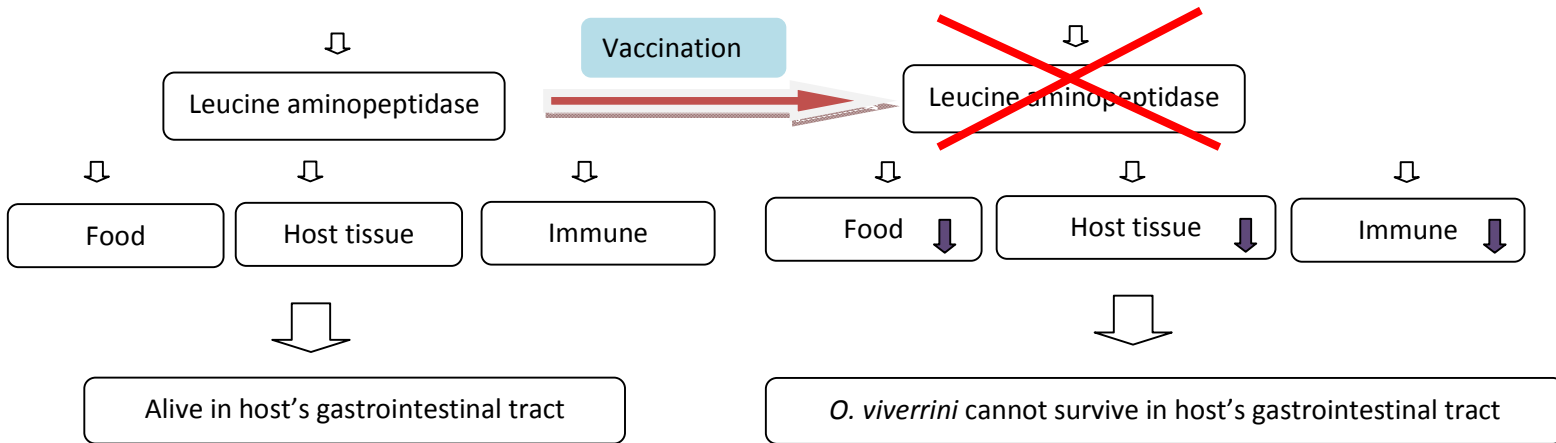 Vaccination
Leucine aminopeptidase
Leucine aminopeptidase
Food
Host tissue
Immune
Food
Host tissue
Immune
Alive in host’s gastrointestinal tract
O. viverrini cannot survive in host’s gastrointestinal tract